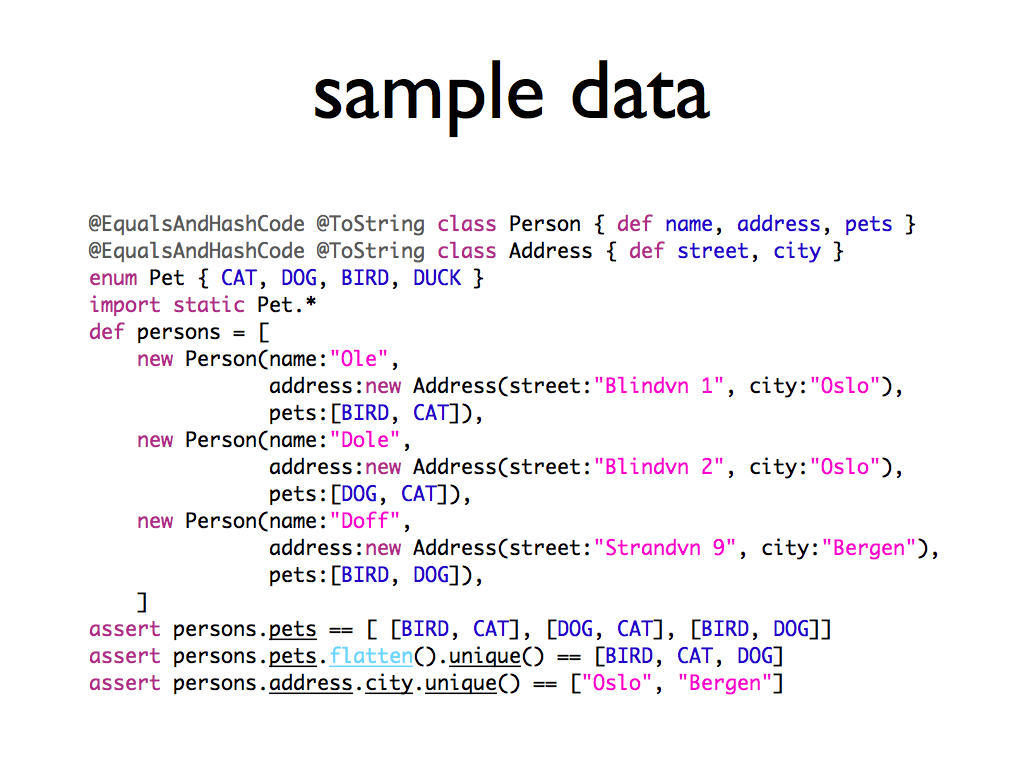 sample data
@EqualsAndHashCode @ToString class Person { def name, address, pets }
@EqualsAndHashCode @ToString class Address { def street, city }
enum Pet { CAT, DOG, BIRD, DUCK }
import static Pet.*
def persons = [
    new Person(name:"Ole",
               address:new Address(street:"Blindvn 1", city:"Oslo"),
               pets:[BIRD, CAT]),
    new Person(name:"Dole",
               address:new Address(street:"Blindvn 2", city:"Oslo"),
               pets:[DOG, CAT]),
    new Person(name:"Doff",
               address:new Address(street:"Strandvn 9", city:"Bergen"),
               pets:[BIRD, DOG]),
    ]
assert persons.pets == [ [BIRD, CAT], [DOG, CAT], [BIRD, DOG]]
assert persons.pets.flatten().unique() == [BIRD, CAT, DOG]
assert persons.address.city.unique() == ["Oslo", "Bergen"]